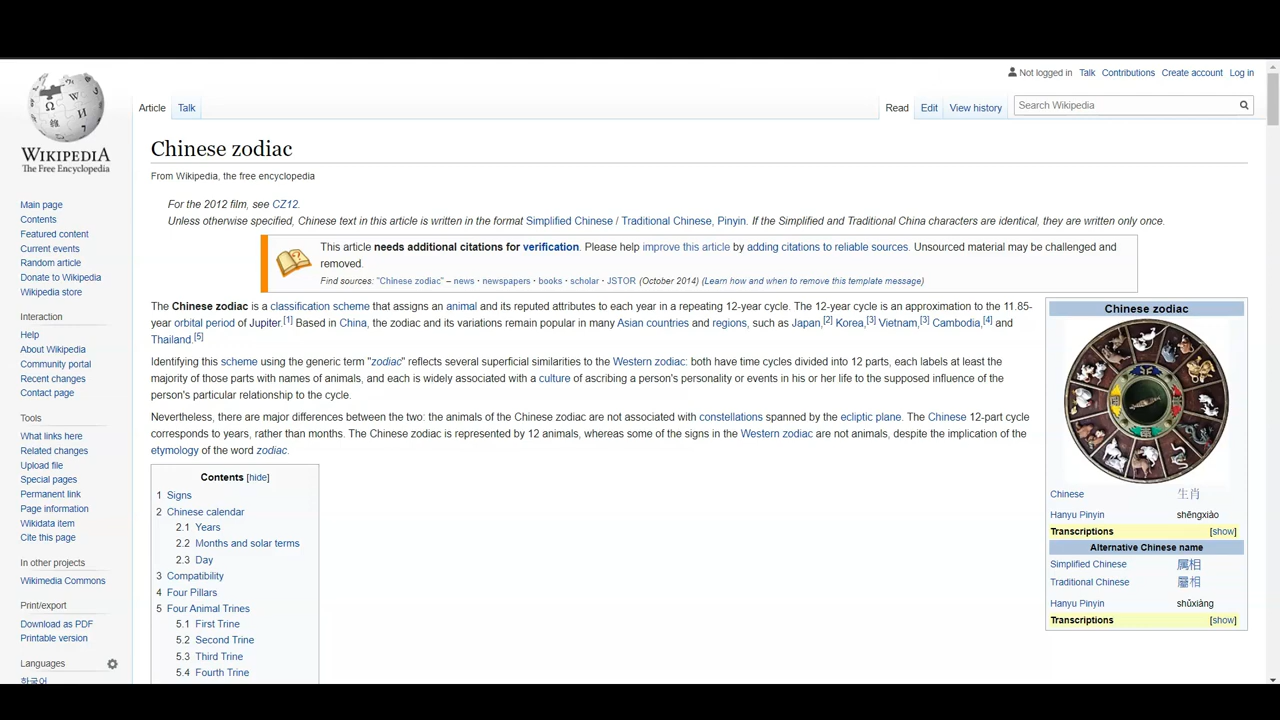 Not logged in Talk Contributions Create account Log in
Article Talk Read Edit View history Search Wikipedia
WIKIPEDIA
The Free Encyclopedia
Main page
Contents
Featured content
Current events
Random article
Donate to Wikipedia
Wikipedia store
Interaction
Help
About Wikipedia
Community portal
Recent changes
Contact page
Tools
What links here
Related changes
Upload file
Special pages
Permanent link
Page information
Wikidata item
Cite this page
In other projects
Wikimedia Commons
Print/export
Download as PDF
Printable version
Languages
한국어
Chinese zodiac
From Wikipedia, the free encyclopedia
For the 2012 film, see CZ12.
Unless otherwise specified, Chinese text in this article is written in the format Simplified Chinese / Traditional Chinese, Pinyin. If the Simplified and Traditional China characters are identical, they are written only once.
This article needs additional citations for verification. Please help improve this article by adding citations to reliable sources. Unsourced material may be challenged and
removed.
Find sources: "Chinese zodiac" – news · newspapers · books · scholar · JSTOR (October 2014) (Learn how and when to remove this template message)
The Chinese zodiac is a classification scheme that assigns an animal and its reputed attributes to each year in a repeating 12-year cycle. The 12-year cycle is an approximation to the 11.85-
year orbital period of Jupiter.[1] Based in China, the zodiac and its variations remain popular in many Asian countries and regions, such as Japan,[2] Korea,[3] Vietnam,[3] Cambodia,[4] and
Thailand.[5]
Identifying this scheme using the generic term "zodiac" reflects several superficial similarities to the Western zodiac: both have time cycles divided into 12 parts, each labels at least the
majority of those parts with names of animals, and each is widely associated with a culture of ascribing a person's personality or events in his or her life to the supposed influence of the
person's particular relationship to the cycle.
Nevertheless, there are major differences between the two: the animals of the Chinese zodiac are not associated with constellations spanned by the ecliptic plane. The Chinese 12-part cycle
corresponds to years, rather than months. The Chinese zodiac is represented by 12 animals, whereas some of the signs in the Western zodiac are not animals, despite the implication of the
etymology of the word zodiac.
Contents [hide]
1 Signs
2 Chinese calendar
2.1 Years
2.2 Months and solar terms
2.3 Day
3 Compatibility
4 Four Pillars
5 Four Animal Trines
5.1 First Trine
5.2 Second Trine
5.3 Third Trine
5.4 Fourth Trine
Chinese zodiac
Chinese 生肖
Hanyu Pinyin shēngxiào
Transcriptions [show]
Alternative Chinese name
Simplified Chinese 属相
Traditional Chinese 屬相
Hanyu Pinyin shǔxiàng
Transcriptions [show]